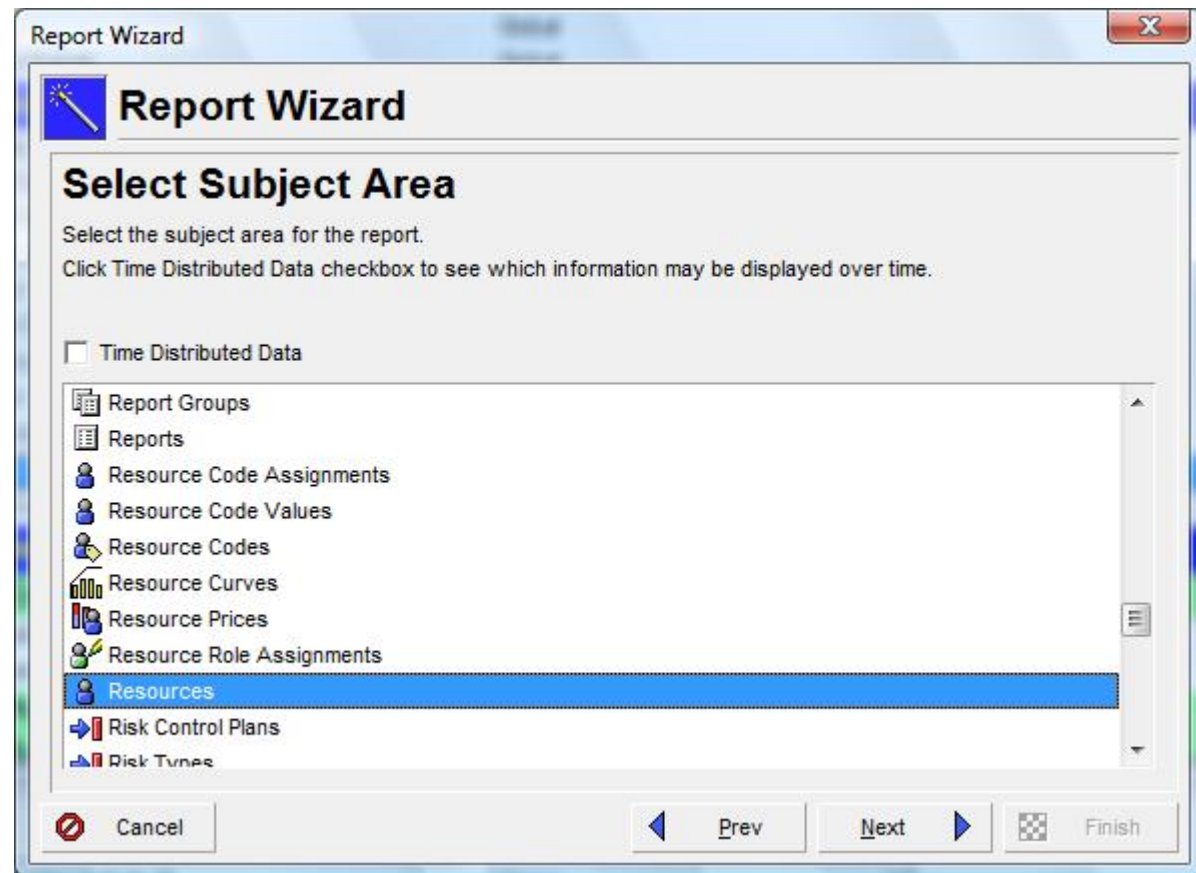 Report Wizard
Report Wizard
Select Subject Area
Select the subject area for the report.
Click Time Distributed Data checkbox to see which information may be displayed over time.
Time Distributed Data
Report Groups
Reports
Resource Code Assignments
Resource Code Values
Resource Codes
Resource Curves
Resource Prices
Resource Role Assignments
Resources
Risk Control Plans
Risk Types
Cancel
Prev
Next
Finish